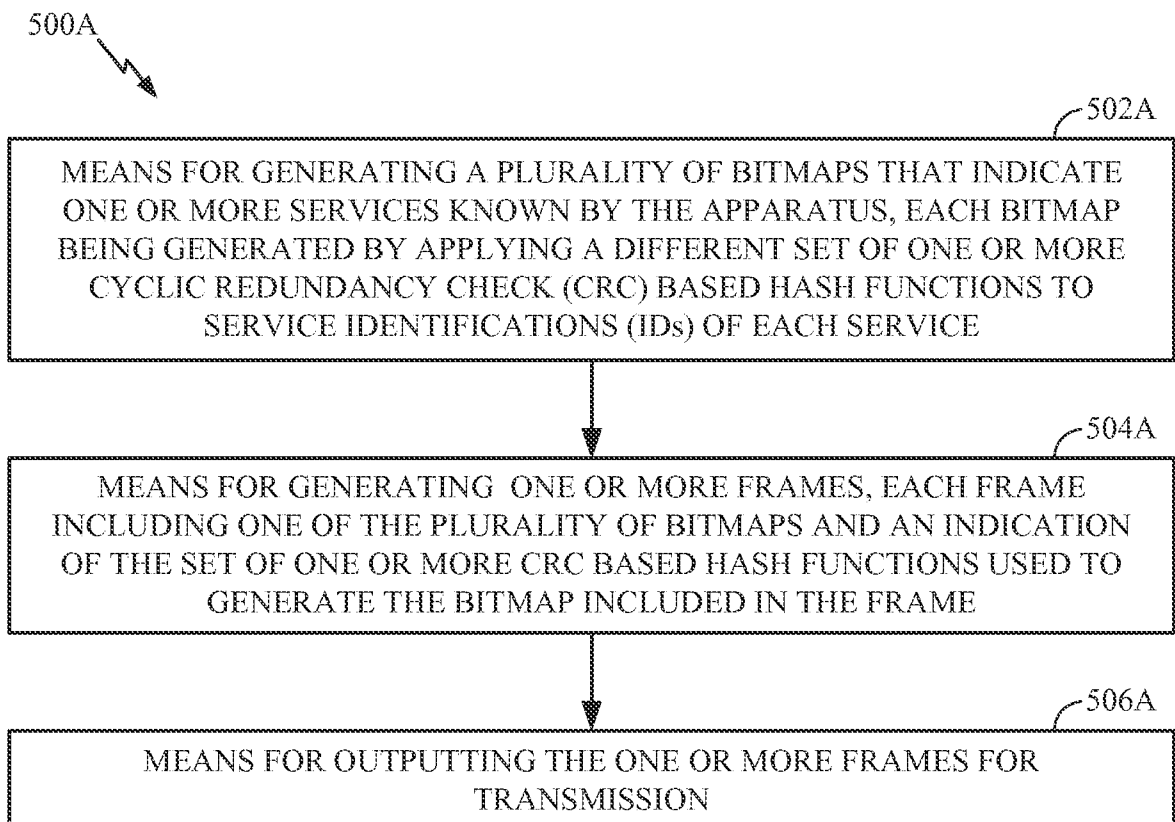 500A
502A
MEANS FOR GENERATING A PLURALITY OF BITMAPS THAT INDICATE
ONE OR MORE SERVICES KNOWN BY THE APPARATUS, EACH BITMAP
BEING GENERATED BY APPLYING A DIFFERENT SET OF ONE OR MORE
CYCLIC REDUNDANCY CHECK (CRC) BASED HASH FUNCTIONS TO
SERVICE IDENTIFICATIONS (IDs) OF EACH SERVICE
504A
MEANS FOR GENERATING ONE OR MORE FRAMES, EACH FRAME
INCLUDING ONE OF THE PLURALITY OF BITMAPS AND AN INDICATION
OF THE SET OF ONE OR MORE CRC BASED HASH FUNCTIONS USED TO
GENERATE THE BITMAP INCLUDED IN THE FRAME
506A
MEANS FOR OUTPUTTING THE ONE OR MORE FRAMES FOR
TRANSMISSION